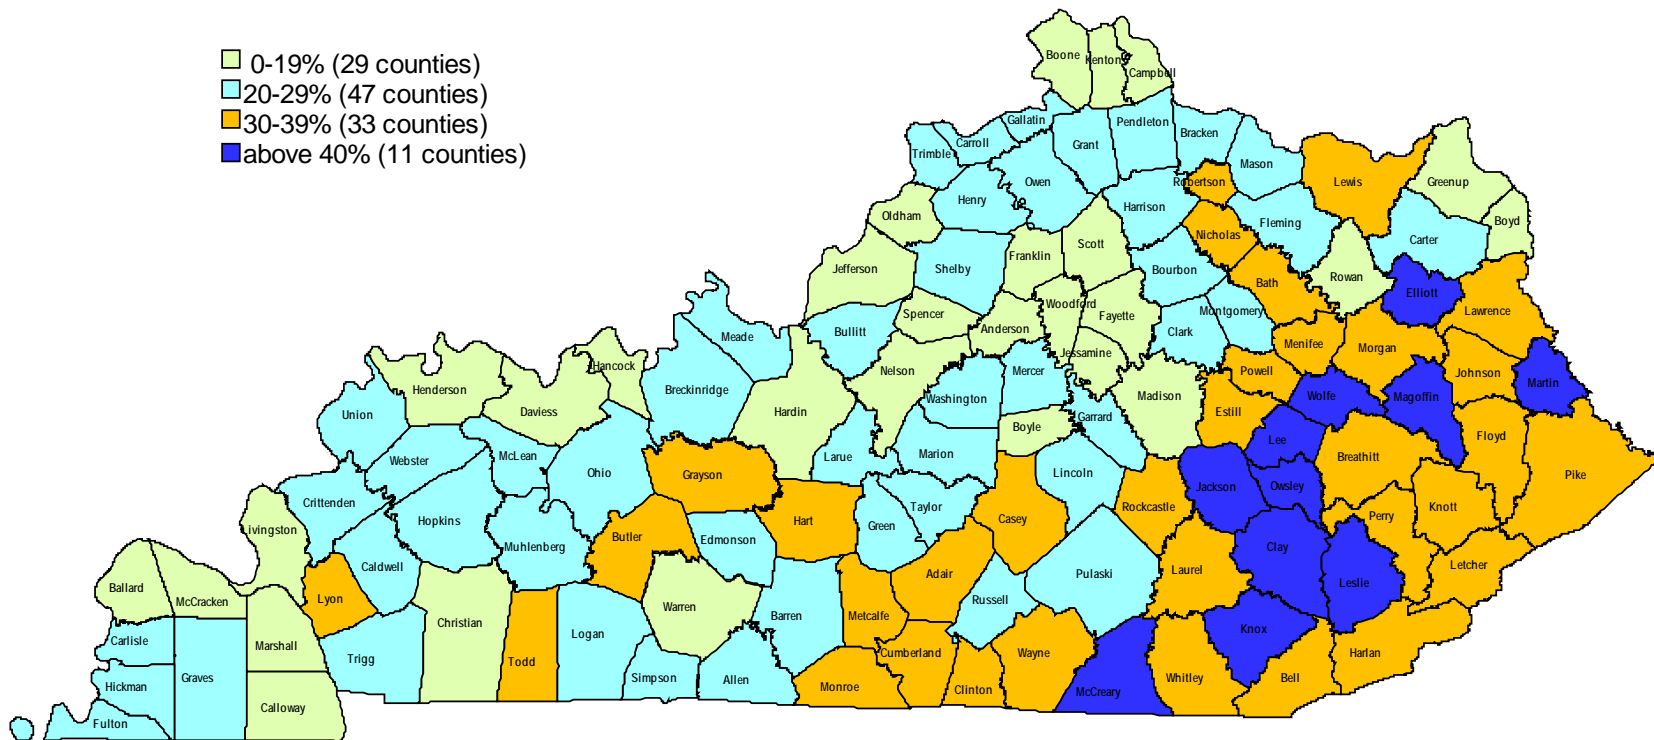 0-19% (29 counties)
20-29% (47 counties)
30-39% (33 counties)
above 40% (11 counties)
Boone
Kenton
Campbell
Gallatin
Carroll
Trimble
Grant
Pendleton
Bracken
Mason
Owen
Robertson
Lewis
Greenup
Henry
Harrison
Oldham
Fleming
Boyd
Nicholas
Carter
Scott
Franklin
Jefferson
Shelby
Bourbon
Rowan
Bath
Elliott
Woodford
Spencer
Fayette
Montgomery
Lawrence
Anderson
Bullitt
Clark
Meade
Menifee
Morgan
Jessamine
Hancock
Nelson
Mercer
Powell
Johnson
Martin
Henderson
Breckinridge
Washington
Madison
Wolfe
Magoffin
Daviess
Hardin
Union
Garrard
Estill
Boyle
Floyd
Lee
McLean
Larue
Marion
Webster
Ohio
Grayson
Lincoln
Breathitt
Pike
Jackson
Owsley
Crittenden
Taylor
Rockcastle
Knott
Perry
Hopkins
Hart
Casey
Green
Livingston
Butler
Edmonson
Muhlenberg
Clay
Caldwell
Letcher
Laurel
Pulaski
Adair
Leslie
Ballard
McCracken
Lyon
Russell
Warren
Barren
Metcalfe
Christian
Knox
Logan
Carlisle
Marshall
Cumberland
Wayne
Harlan
Trigg
Todd
Graves
Simpson
Allen
Whitley
Bell
Hickman
Monroe
Clinton
McCreary
Calloway
Fulton